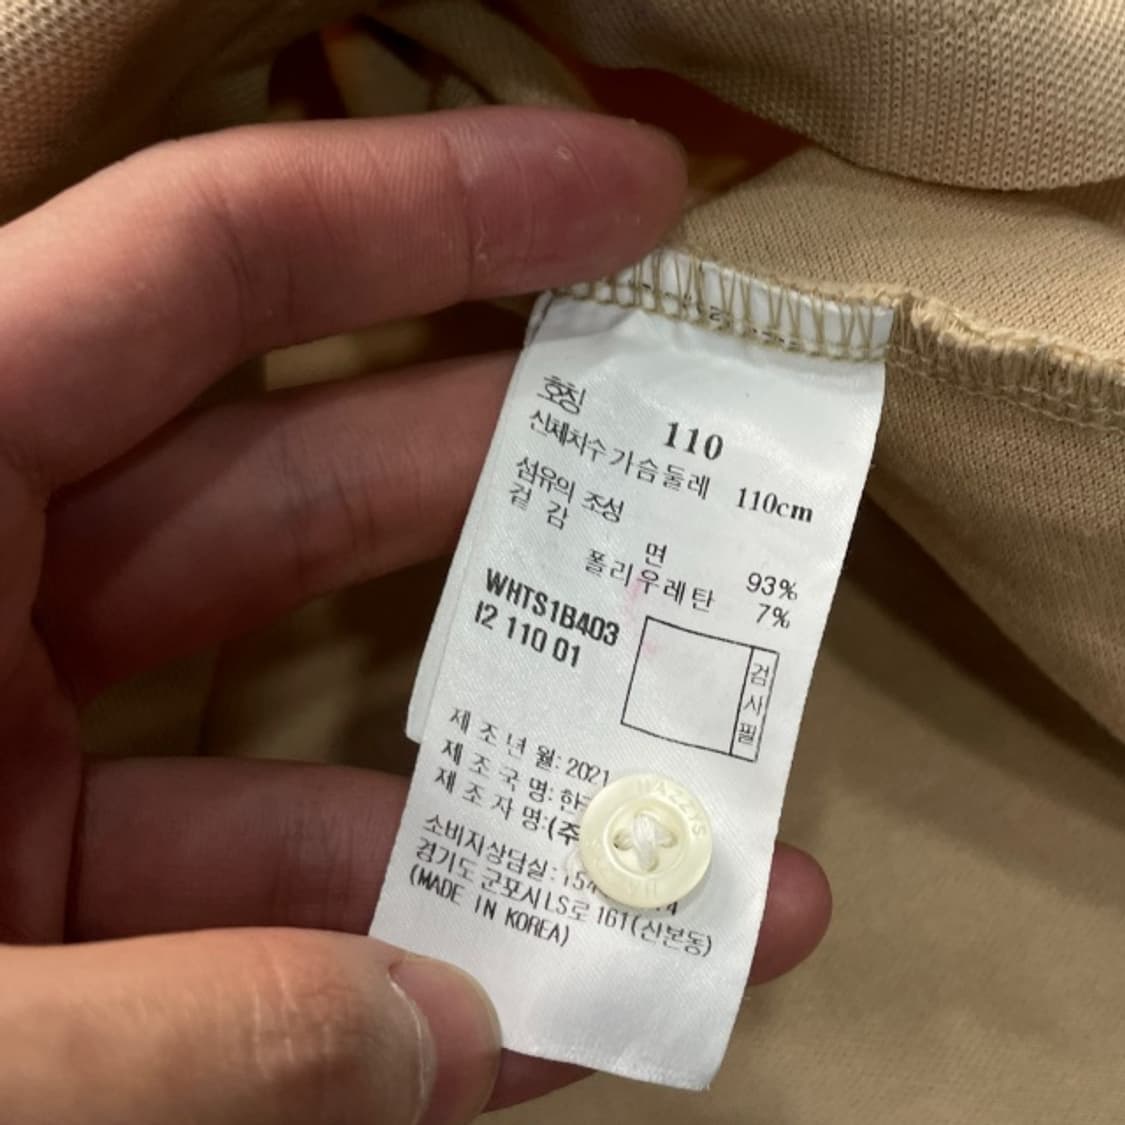 호칭 110
신체치수 가슴둘레 110cm
섬유의 조성
겉 감
면 93%
폴리우레탄 7%
WHTS1B403
I2 110 01
검사필
제 조 년 월: 2021
제 조 국 명:
제 조 자 명:(주
소비자상담실:
경기도 군포시 LS로 161(산본동)
(MADE IN KOREA)
HAZZYS